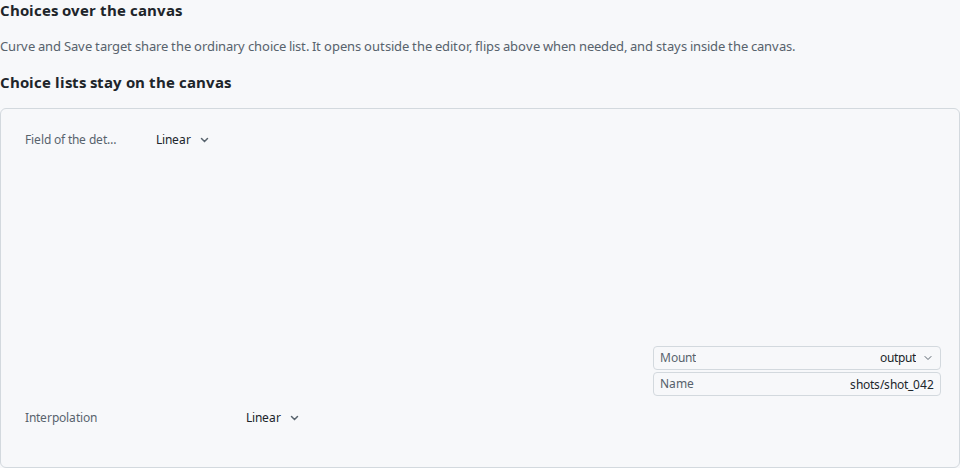 Choices over the canvas
Curve and Save target share the ordinary choice list. It opens outside the editor, flips above when needed, and stays inside the canvas.
Choice lists stay on the canvas
Field of the det... Linear
Mount output
Name shots/shot_042
Interpolation Linear